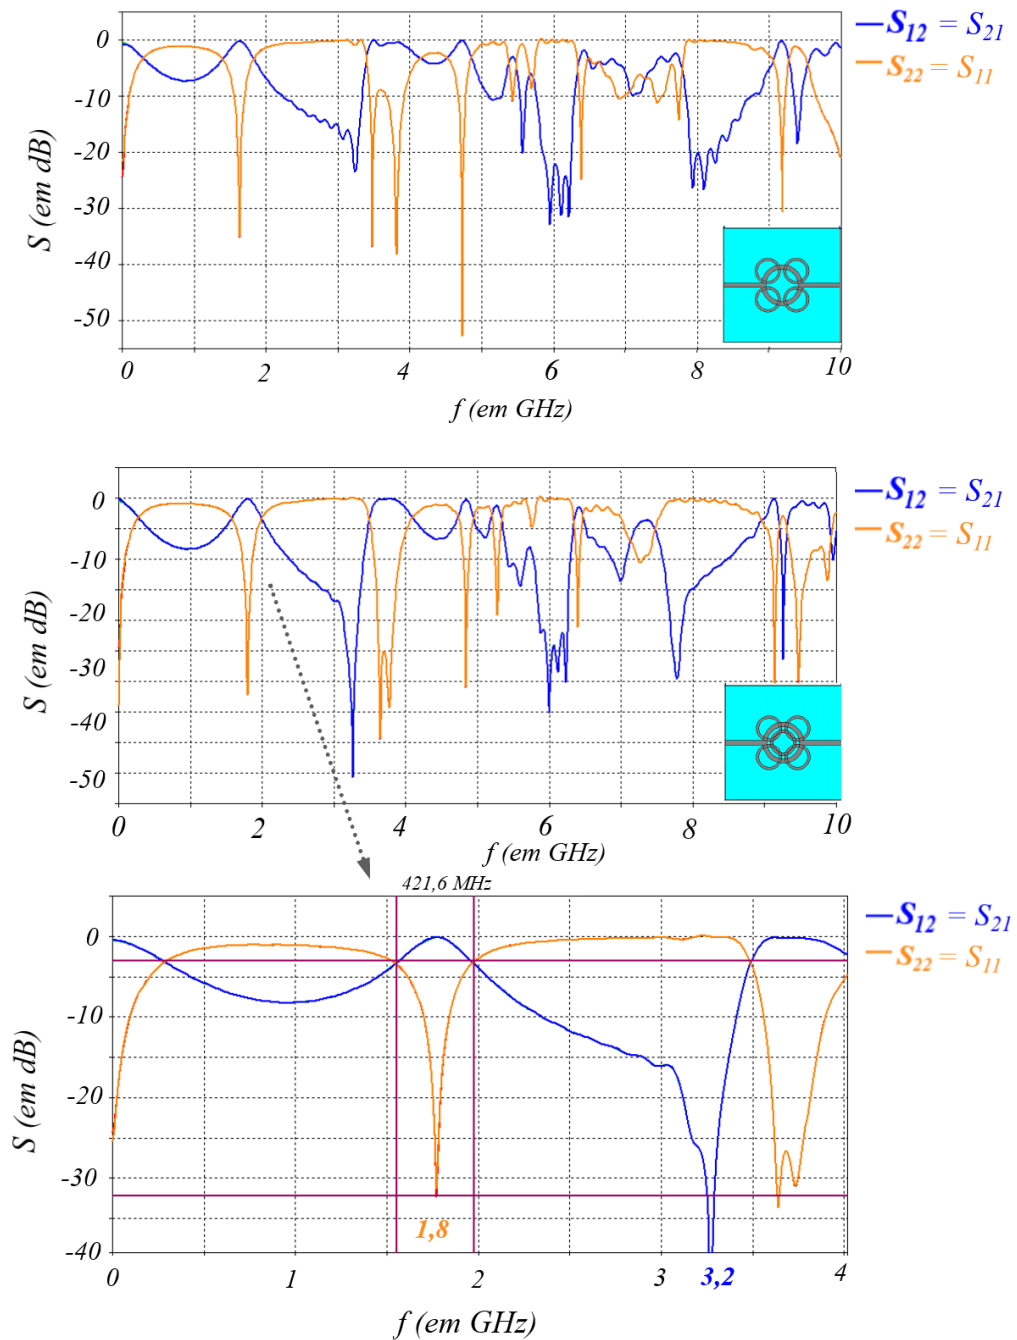 S12 = S21
S22 = S11
S (em dB)
0
-10
-20
-30
-40
-50
0 2 4 6 8 10
f (em GHz)
S12 = S21
S22 = S11
S (em dB)
0
-10
-20
-30
-40
-50
0 2 4 6 8 10
f (em GHz)
421,6 MHz
S12 = S21
S22 = S11
S (em dB)
0
-10
-20
-30
-40
1,8
3,2
0 1 2 3 4
f (em GHz)